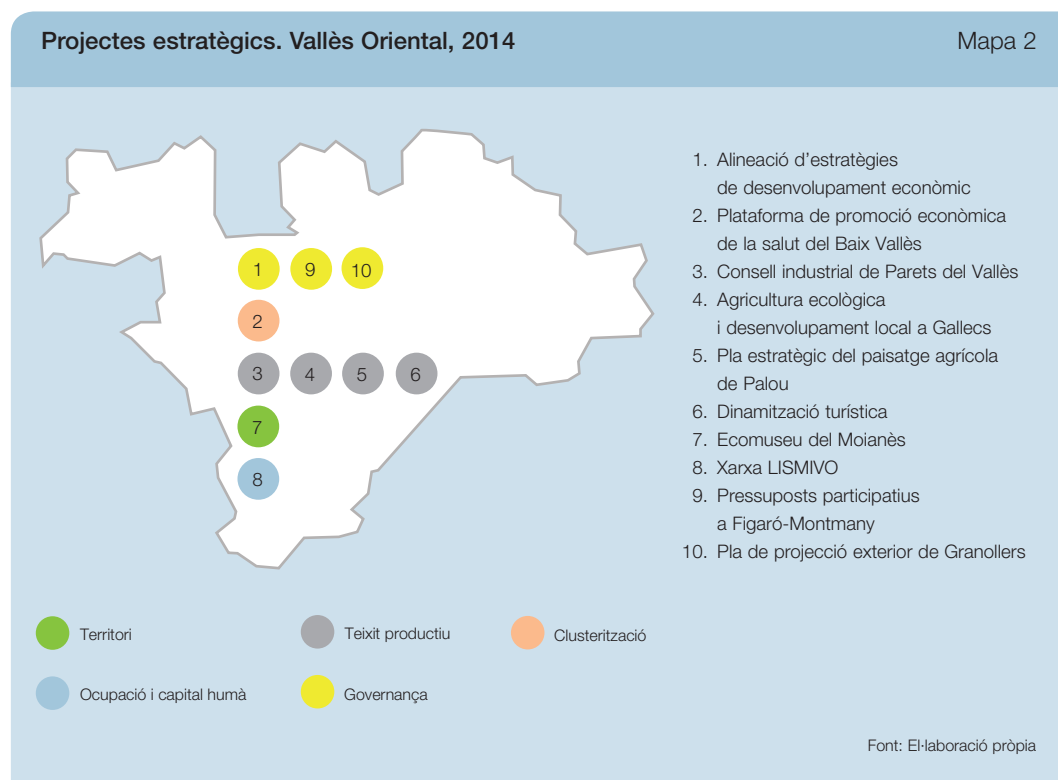 Projectes estratègics. Vallès Oriental, 2014
Mapa 2
1 9 10
2
3 4 5 6
7
8
1. Alineació d'estratègies
de desenvolupament econòmic
2. Plataforma de promoció econòmica
de la salut del Baix Vallès
3. Consell industrial de Parets del Vallès
4. Agricultura ecològica
i desenvolupament local a Gallecs
5. Pla estratègic del paisatge agrícola
de Palou
6. Dinamització turística
7. Ecomuseu del Moianès
8. Xarxa LISMIVO
9. Pressuposts participatius
a Figaró-Montmany
10. Pla de projecció exterior de Granollers
Territori
Teixit productiu
Clusterització
Ocupació i capital humà
Governança
Font: El·laboració pròpia